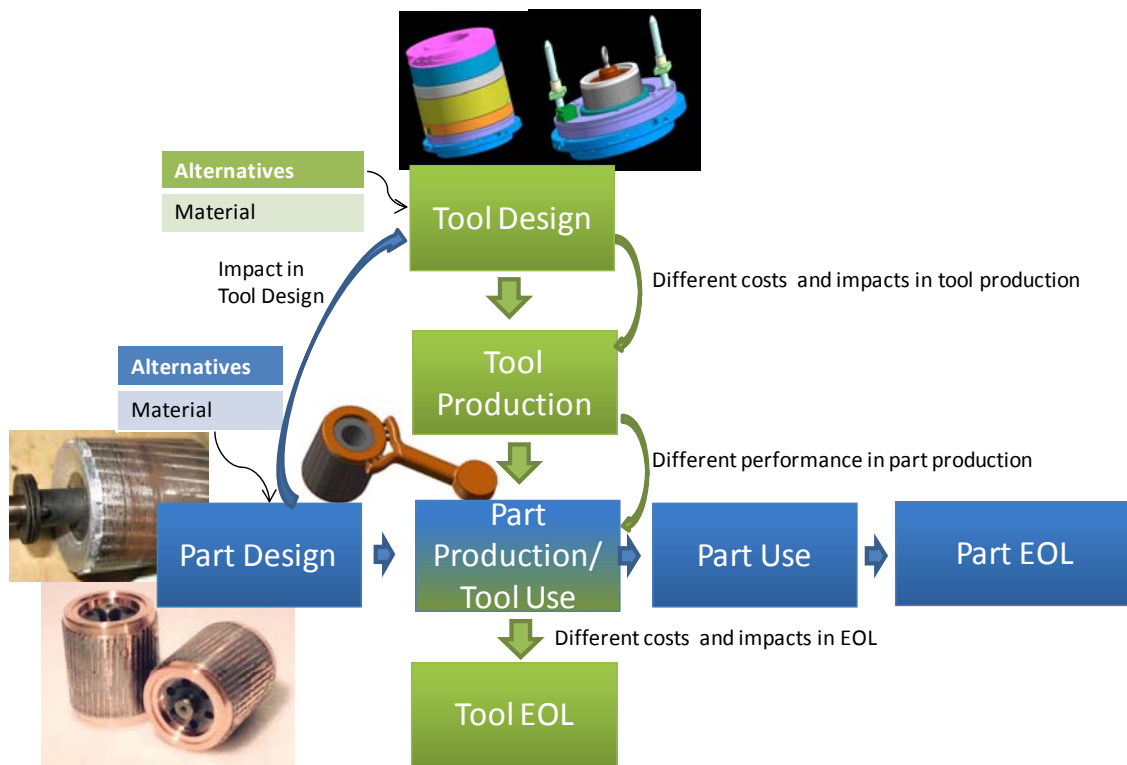 Alternatives
Material
Tool Design
Impact in
Tool Design
Different costs and impacts in tool production
Tool
Production
Alternatives
Material
Different performance in part production
Part Design
Part
Production/
Tool Use
Part Use
Part EOL
Different costs and impacts in EOL
Tool EOL